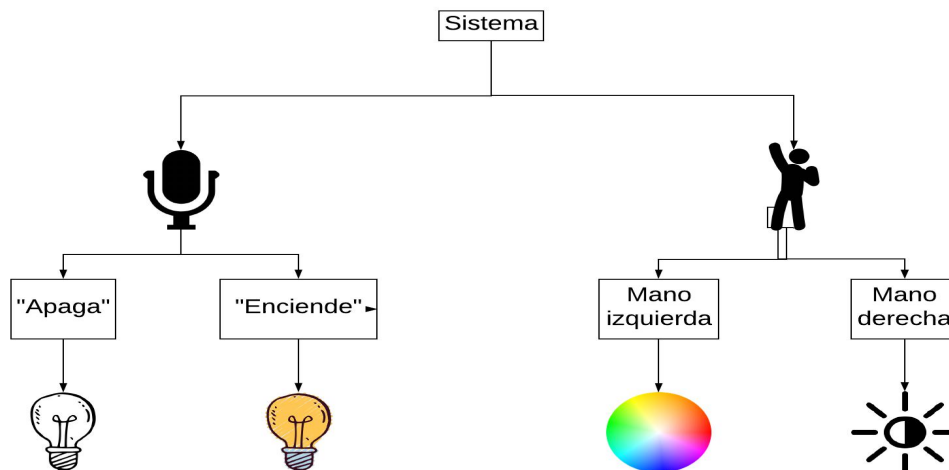 Sistema
"Apaga"
"Enciende"
Mano
izquierda
Mano
derecha